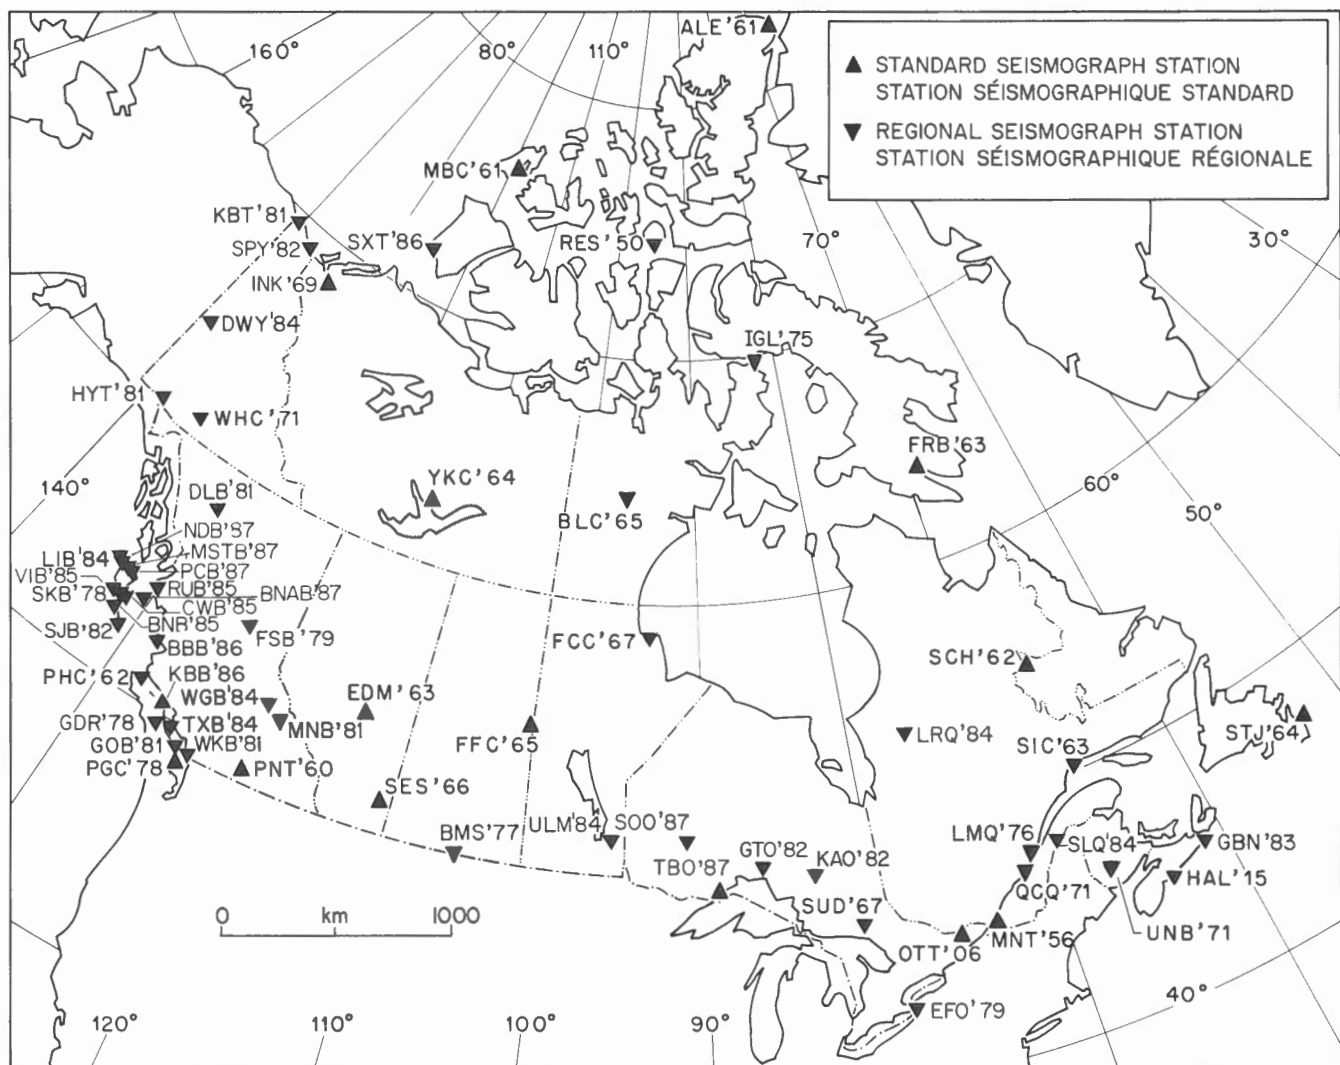 ALE'61
160°
80°
110°
▲ STANDARD SEISMOGRAPH STATION
STATION SÉISMOGRAPHIQUE STANDARD
▼ REGIONAL SEISMOGRAPH STATION
STATION SÉISMOGRAPHIQUE RÉGIONALE
MBC'61
KBT'81
SPY'82
SXT'86
RES'50
70°
30°
INK'69
DWY'84
IGL'75
HYT'81
WHC'71
FRB'63
YKC'64
60°
140°
DLB'81
BLC'65
50°
NDB'87
LIB'84
MSTB'87
VIB'85
PCB'87
SKB'78
RUB'85
BNAB'87
CWB'85
SJB'82
BNR'85
FSB'79
BBB'86
FCC'67
SCH'62
PHC'62
KBB'86
WGB'84
EDM'63
GDR'78
TXB'84
MNB'81
LRQ'84
STJ'64
GOB'81
WKB'81
FFC'65
SIC'63
PGC'78
PNT'60
SES'66
BMS'77
ULM'84
SOO'87
LMQ'76
SLQ'84
GBN'83
TBO'87
GTO'82
KAO'82
QCQ'71
HAL'15
SUD'67
0 km 1000
OTT'06
MNT'56
UNB'71
EFO'79
40°
120°
110°
100°
90°